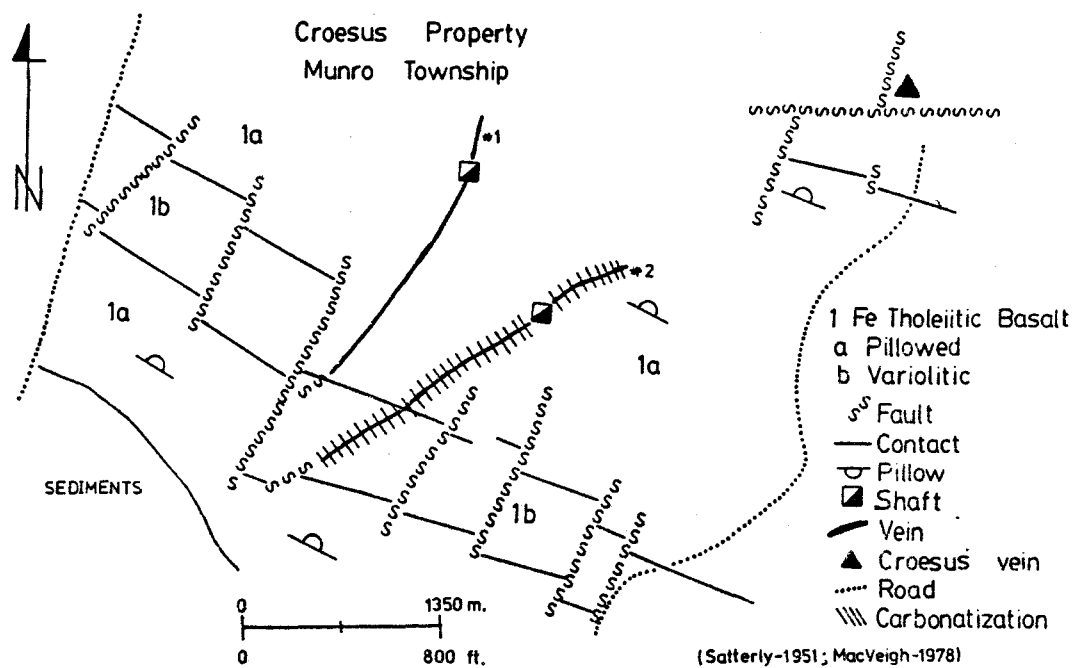 Croesus Property
Munro Township
N
1a
*1
1b
1a
*2
1a
1b
SEDIMENTS
1 Fe Tholeiitic Basalt
a Pillowed
b Variolitic
Fault
Contact
Pillow
Shaft
Vein
Croesus vein
Road
Carbonatization
0 1350 m.
0 800 ft.
(Satterly-1951; MacVeigh-1978)